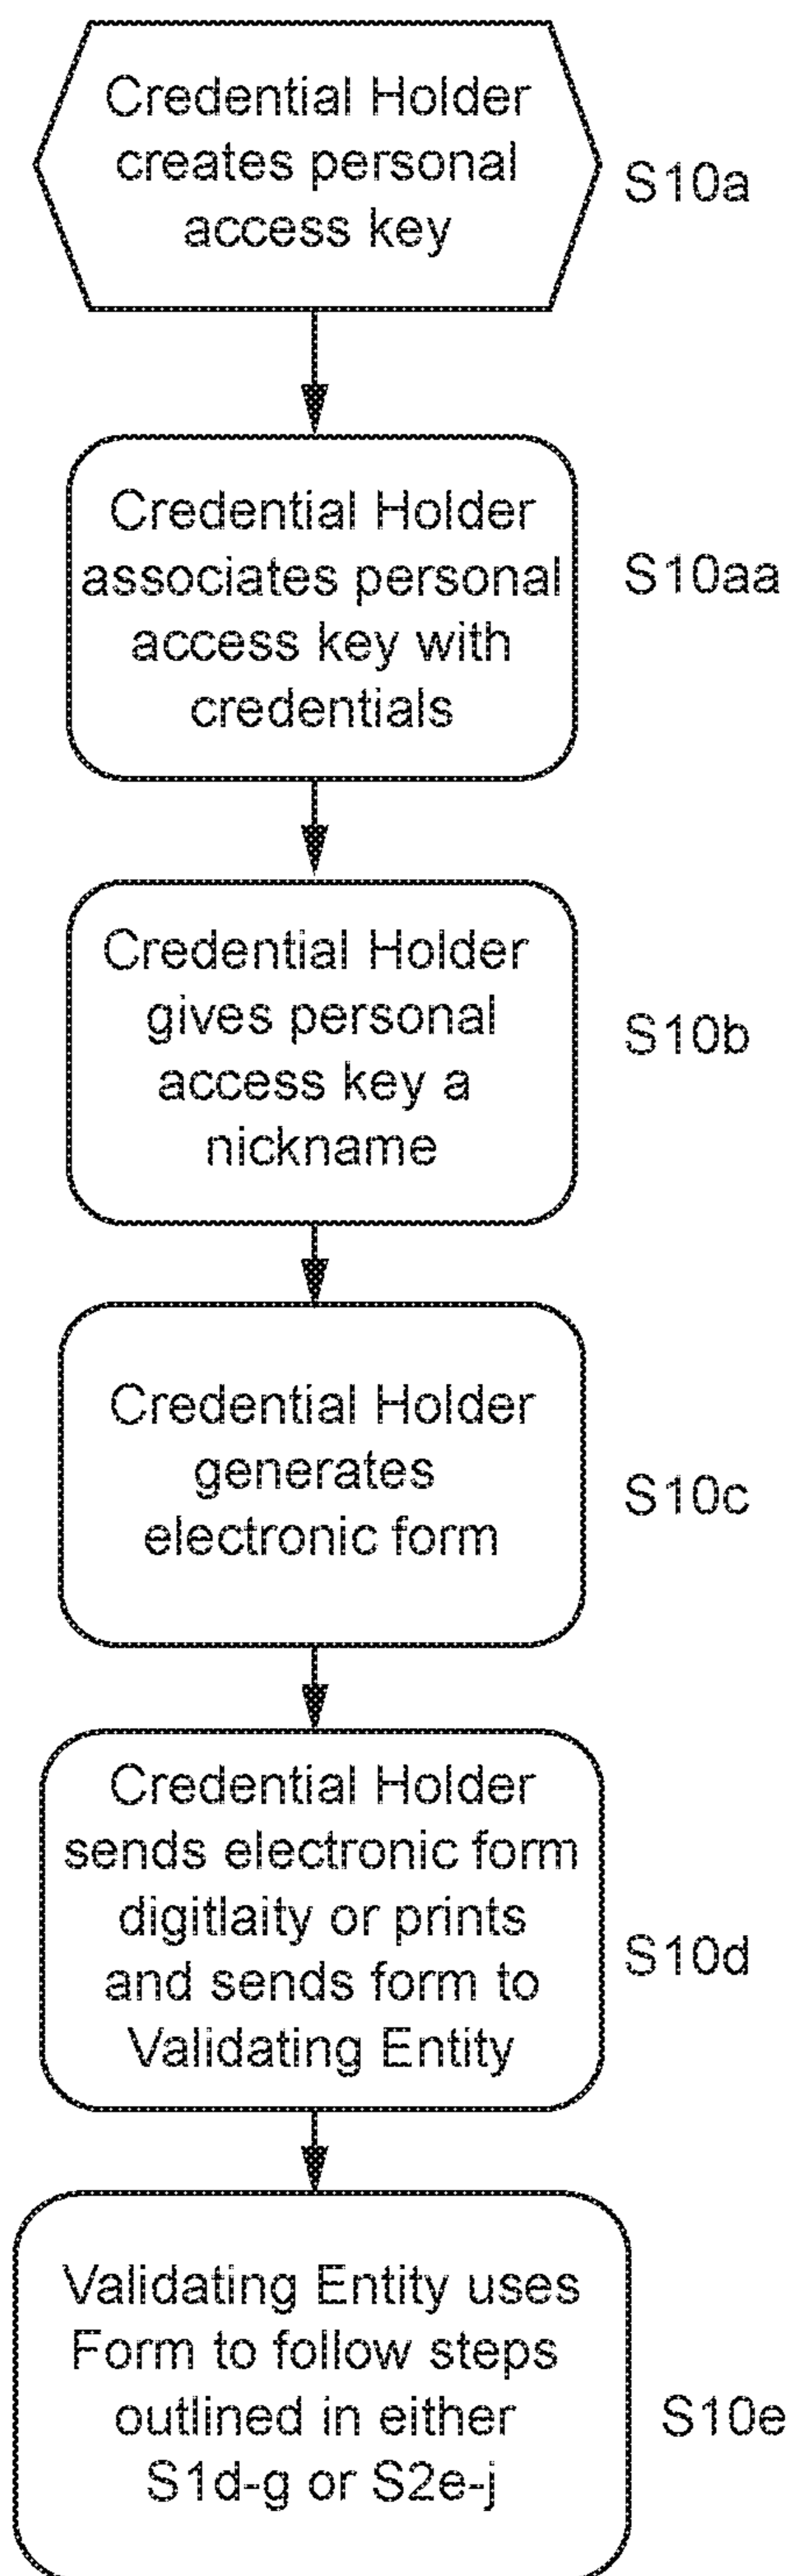 Credential Holder
creates personal
access key
S10a
Credential Holder
associates personal
access key with
credentials
S10aa
Credential Holder
gives personal
access key a
nickname
S10b
Credential Holder
generates
electronic form
S10c
Credential Holder
sends electronic form
digitlaity or prints
and sends form to
Validating Entity
S10d
Validating Entity uses
Form to follow steps
outlined in either
S1d-g or S2e-j
S10e